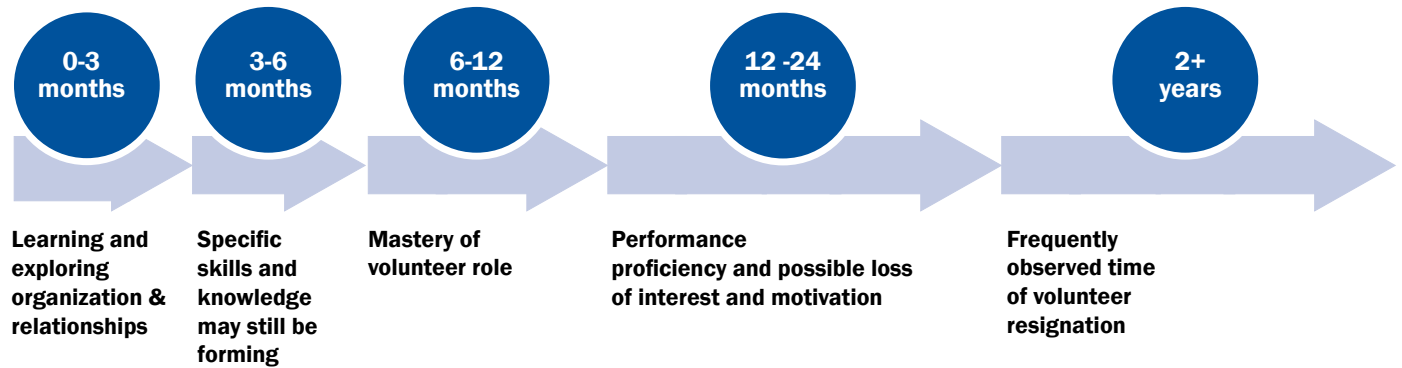 0-3
months
3-6
months
6-12
months
12 -24
months
2+
years
Learning and
exploring
organization &
relationships
Specific
skills and
knowledge
may still be
forming
Mastery of
volunteer role
Performance
proficiency and possible loss
of interest and motivation
Frequently
observed time
of volunteer
resignation